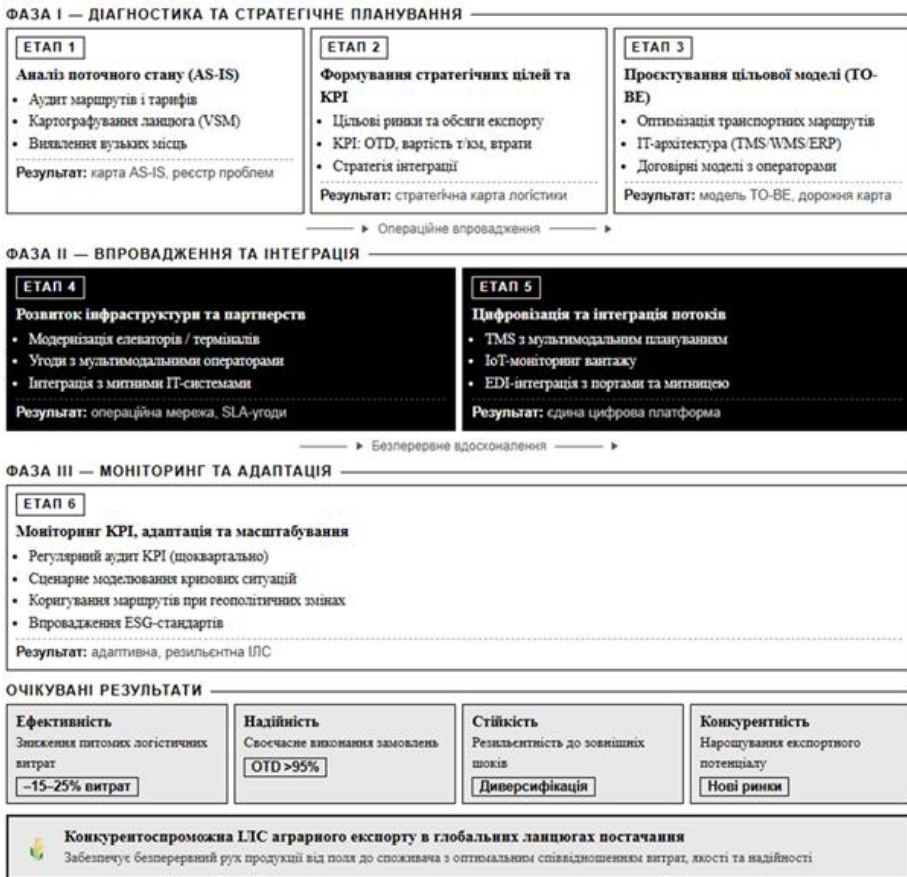 ФАЗА I — ДІАГНОСТИКА ТА СТРАТЕГІЧНЕ ПЛАНУВАННЯ
ЕТАП 1
Аналіз поточного стану (AS-IS)
• Аудит маршрутів і тарифів
• Картографування ланцюга (VSM)
• Виявлення вузьких місць
Результат: карта AS-IS, реєстр проблем
ЕТАП 2
Формування стратегічних цілей та
KPI
• Цільові ринки та обсяги експорту
• KPI: OTD, вартість т/км, втрати
• Стратегія інтеграції
Результат: стратегічна карта логістики
ЕТАП 3
Проєктування цільової моделі (TO-
BE)
• Оптимізація транспортних маршрутів
• ІТ-архітектура (TMS/WMS/ERP)
• Договірні моделі з операторами
Результат: модель TO-BE, дорожня карта
Операційне впровадження
ФАЗА II — ВПРОВАДЖЕННЯ ТА ІНТЕГРАЦІЯ
ЕТАП 4
Розвиток інфраструктури та партнерств
• Модернізація елеваторів / терміналів
• Угоди з мультимодальними операторами
• Інтеграція з митними ІТ-системами
Результат: операційна мережа, SLA-угоди
ЕТАП 5
Цифровізація та інтеграція потоків
• TMS з мультимодальним плануванням
• IoT-моніторинг вантажу
• EDI-інтеграція з портами та митницею
Результат: єдина цифрова платформа
Безперервне вдосконалення
ФАЗА III — МОНІТОРИНГ ТА АДАПТАЦІЯ
ЕТАП 6
Моніторинг KPI, адаптація та масштабування
• Регулярний аудит KPI (щоквартально)
• Сценарне моделювання кризових ситуацій
• Коригування маршрутів при геополітичних змінах
• Впровадження ESG-стандартів
Результат: адаптивна, резильєнтна ІЛС
ОЧІКУВАНІ РЕЗУЛЬТАТИ
Ефективність
Зниження питомих логістичних
витрат
–15–25% витрат
Надійність
Своєчасне виконання замовлень
OTD >95%
Стійкість
Резильєнтність до зовнішніх
шоків
Диверсифікація
Конкурентність
Нарощування експортного
потенціалу
Нові ринки
Конкурентоспроможна ІЛС аграрного експорту в глобальних ланцюгах постачання
Забезпечує безперервний рух продукції від поля до споживача з оптимальним співвідношенням витрат, якості та надійності